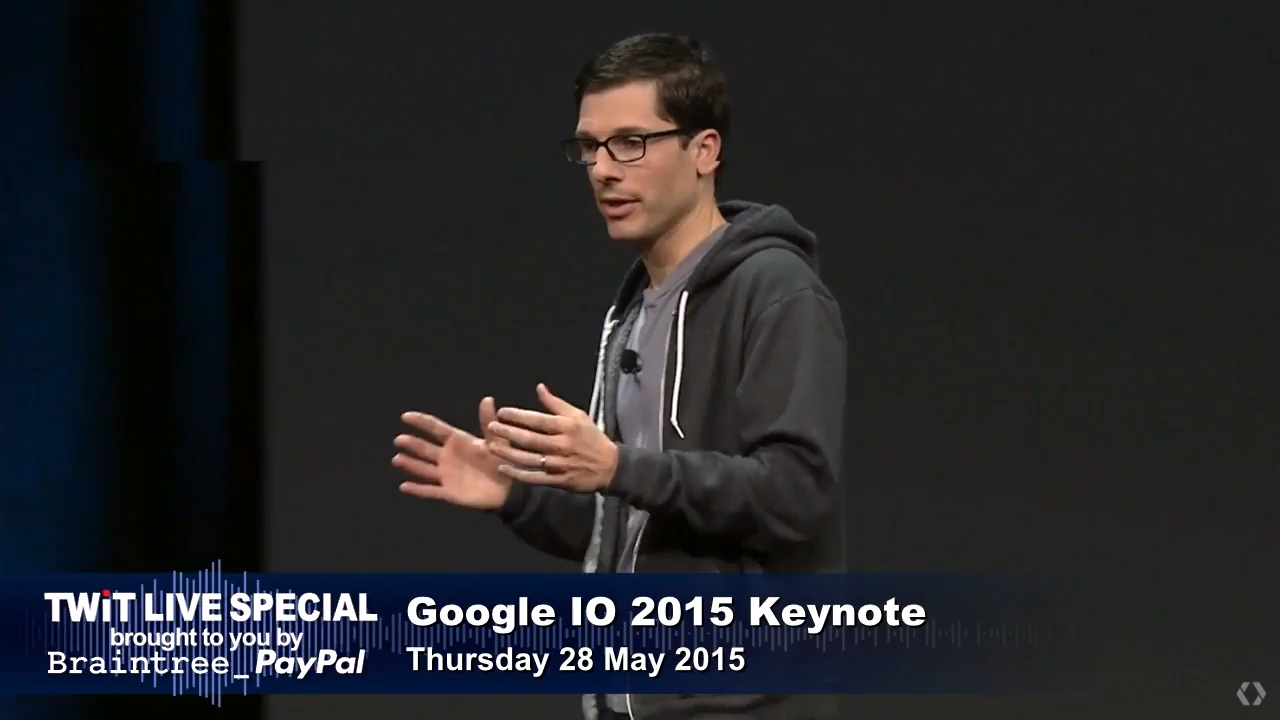 TWiT LIVE SPECIAL
brought to you by
Braintree_PayPal
Google IO 2015 Keynote
Thursday 28 May 2015